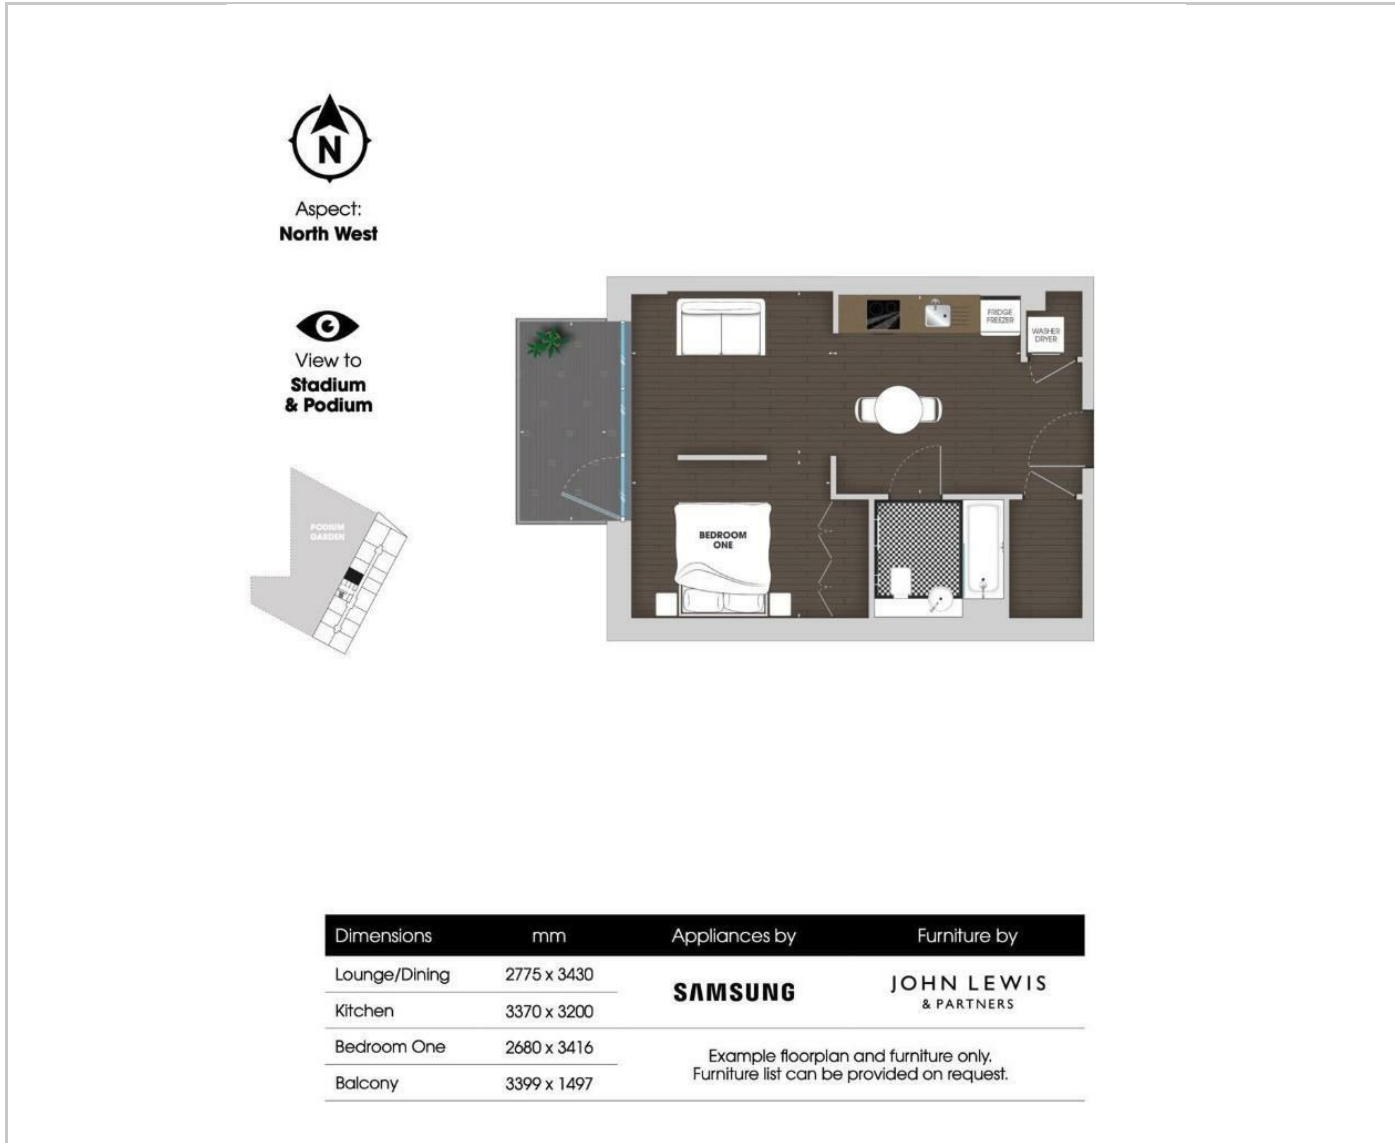 N
Aspect:
North West
View to
Stadium
& Podium
PODIUM
GARDEN
FRIDGE
FREEZER
WASHER
DRYER
BEDROOM
ONE
Dimensions mm Appliances by Furniture by
Lounge/Dining 2775 x 3430
Kitchen 3370 x 3200
Bedroom One 2680 x 3416
Balcony 3399 x 1497
SAMSUNG
JOHN LEWIS
& PARTNERS
Example floorplan and furniture only.
Furniture list can be provided on request.